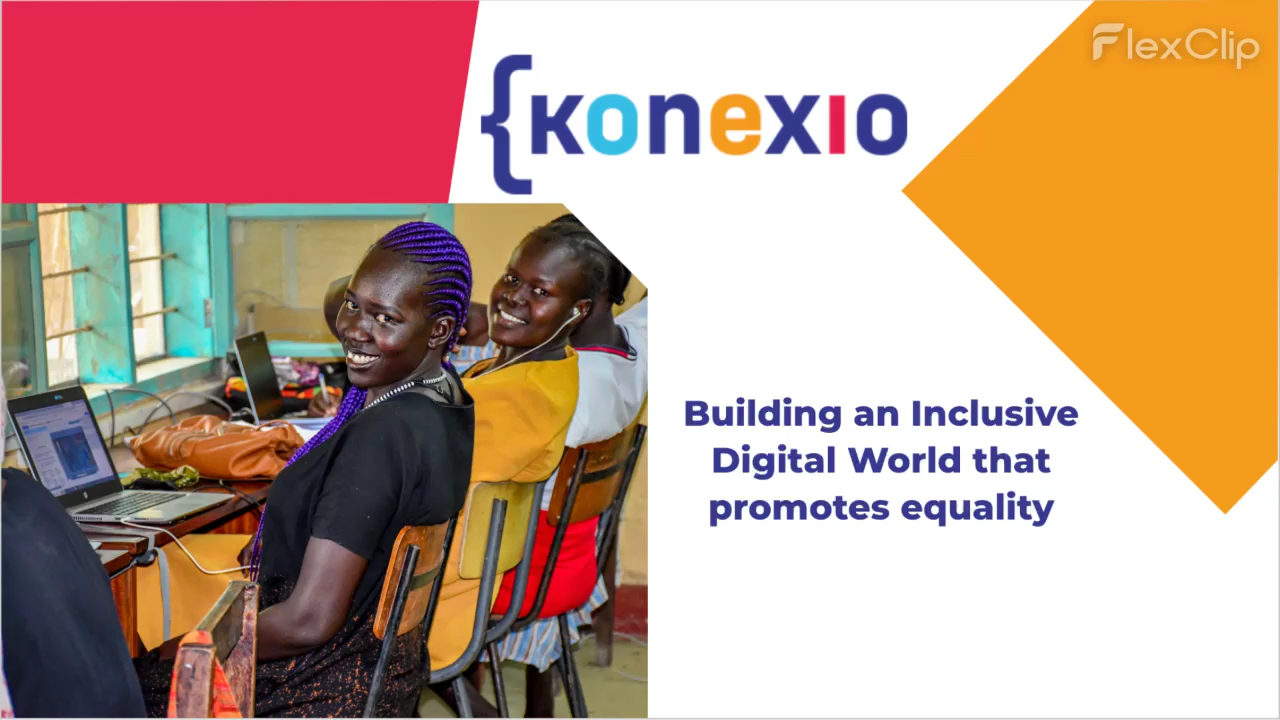 FlexClip
{KONEXIO
Building an Inclusive
Digital World that
promotes equality